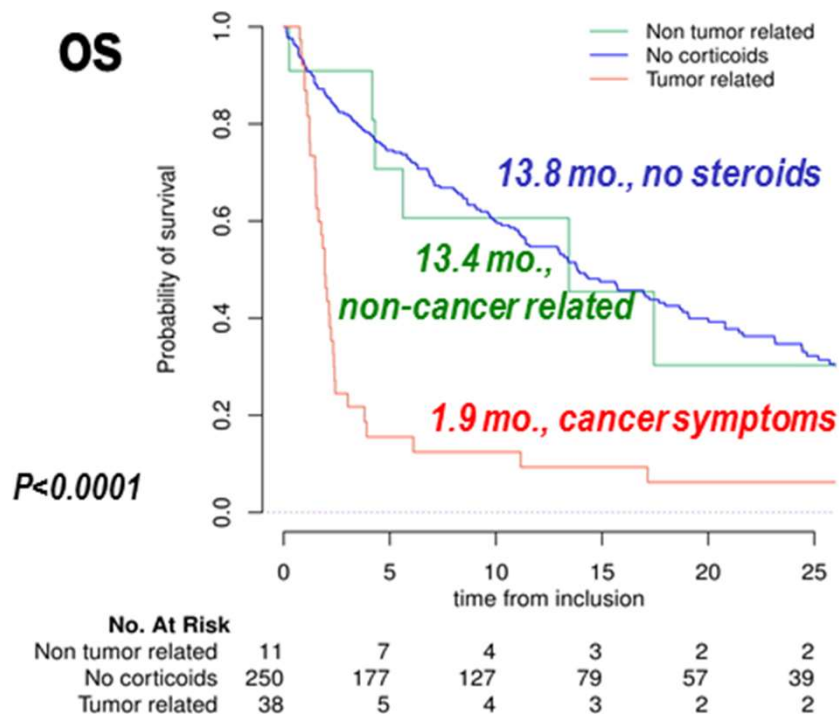 OS
Non tumor related
No corticoids
Tumor related
13.8 mo., no steroids
13.4 mo.,
non-cancer related
1.9 mo., cancer symptoms
P<0.0001
Probability of survival
1.0
0.8
0.6
0.4
0.2
0.0
0 5 10 15 20 25
time from inclusion
No. At Risk
Non tumor related 11 7 4 3 2 2
No corticoids 250 177 127 79 57 39
Tumor related 38 5 4 3 2 2